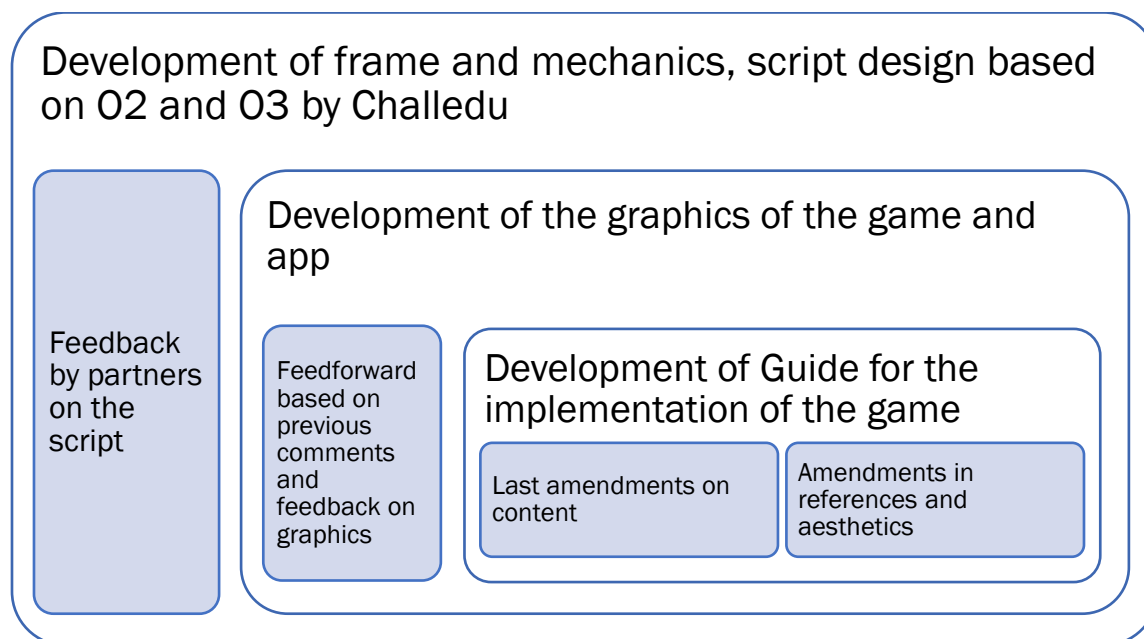 Development of frame and mechanics, script design based
on O2 and O3 by Challedu
Feedback
by partners
on the
script
Development of the graphics of the game and
app
Feedforward
based on
previous
comments
and
feedback on
graphics
Development of Guide for the
implementation of the game
Last amendments on
content
Amendments in
references and
aesthetics